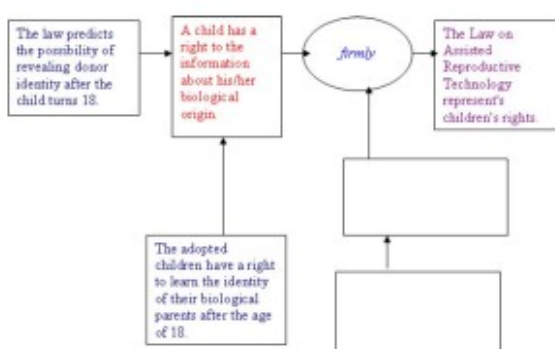 The law predicts
the possibility of
revealing donor
identity after the
child turns 18.
A child has a
right to the
information
about his/her
biological
origin
firmly
The Law on
Assisted
Reproductive
Technology
represent's
children's rights.
The adopted
children have a right
to learn the identity
of their biological
parents after the age
of 18.